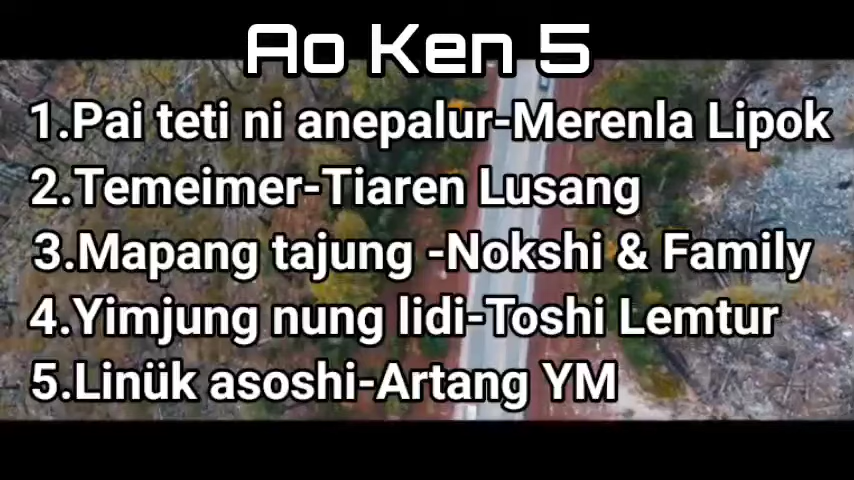 Ao Ken 5
1.Pai teti ni anepalur-Merenla Lipok
2.Temeimer-Tiaren Lusang
3.Mapang tajung -Nokshi & Family
4.Yimjung nung lidi-Toshi Lemtur
5.Linük asoshi-Artang YM